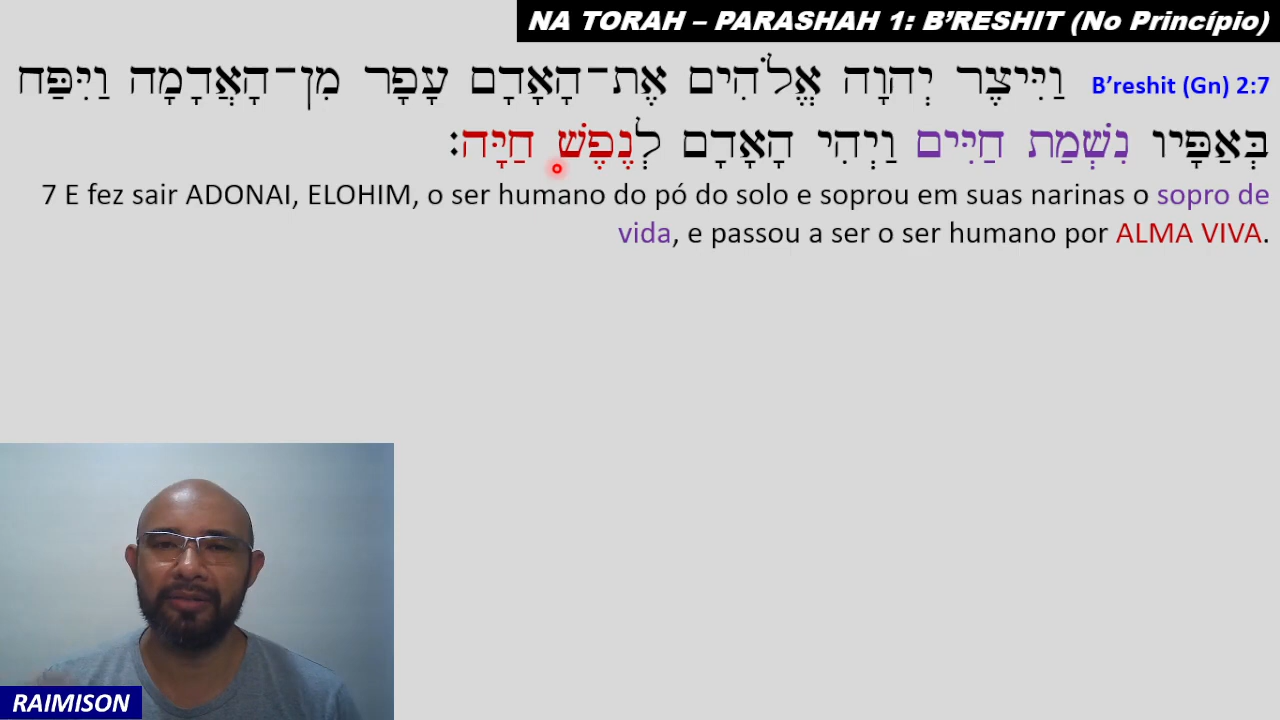 NA TORAH – PARASHAH 1: B’RESHIT (No Princípio)
B’reshit (Gn) 2:7 וַיִּיצֶר יְהוָה אֱלֹהִים אֶת־הָאָדָם עָפָר מִן־הָאֲדָמָה וַיִּפַּח
בְּאַפָּיו נִשְׁמַת חַיִּים וַיְהִי הָאָדָם לְנֶפֶשׁ חַיָּה׃
7 E fez sair ADONAI, ELOHIM, o ser humano do pó do solo e soprou em suas narinas o sopro de
vida, e passou a ser o ser humano por ALMA VIVA.
RAIMISON